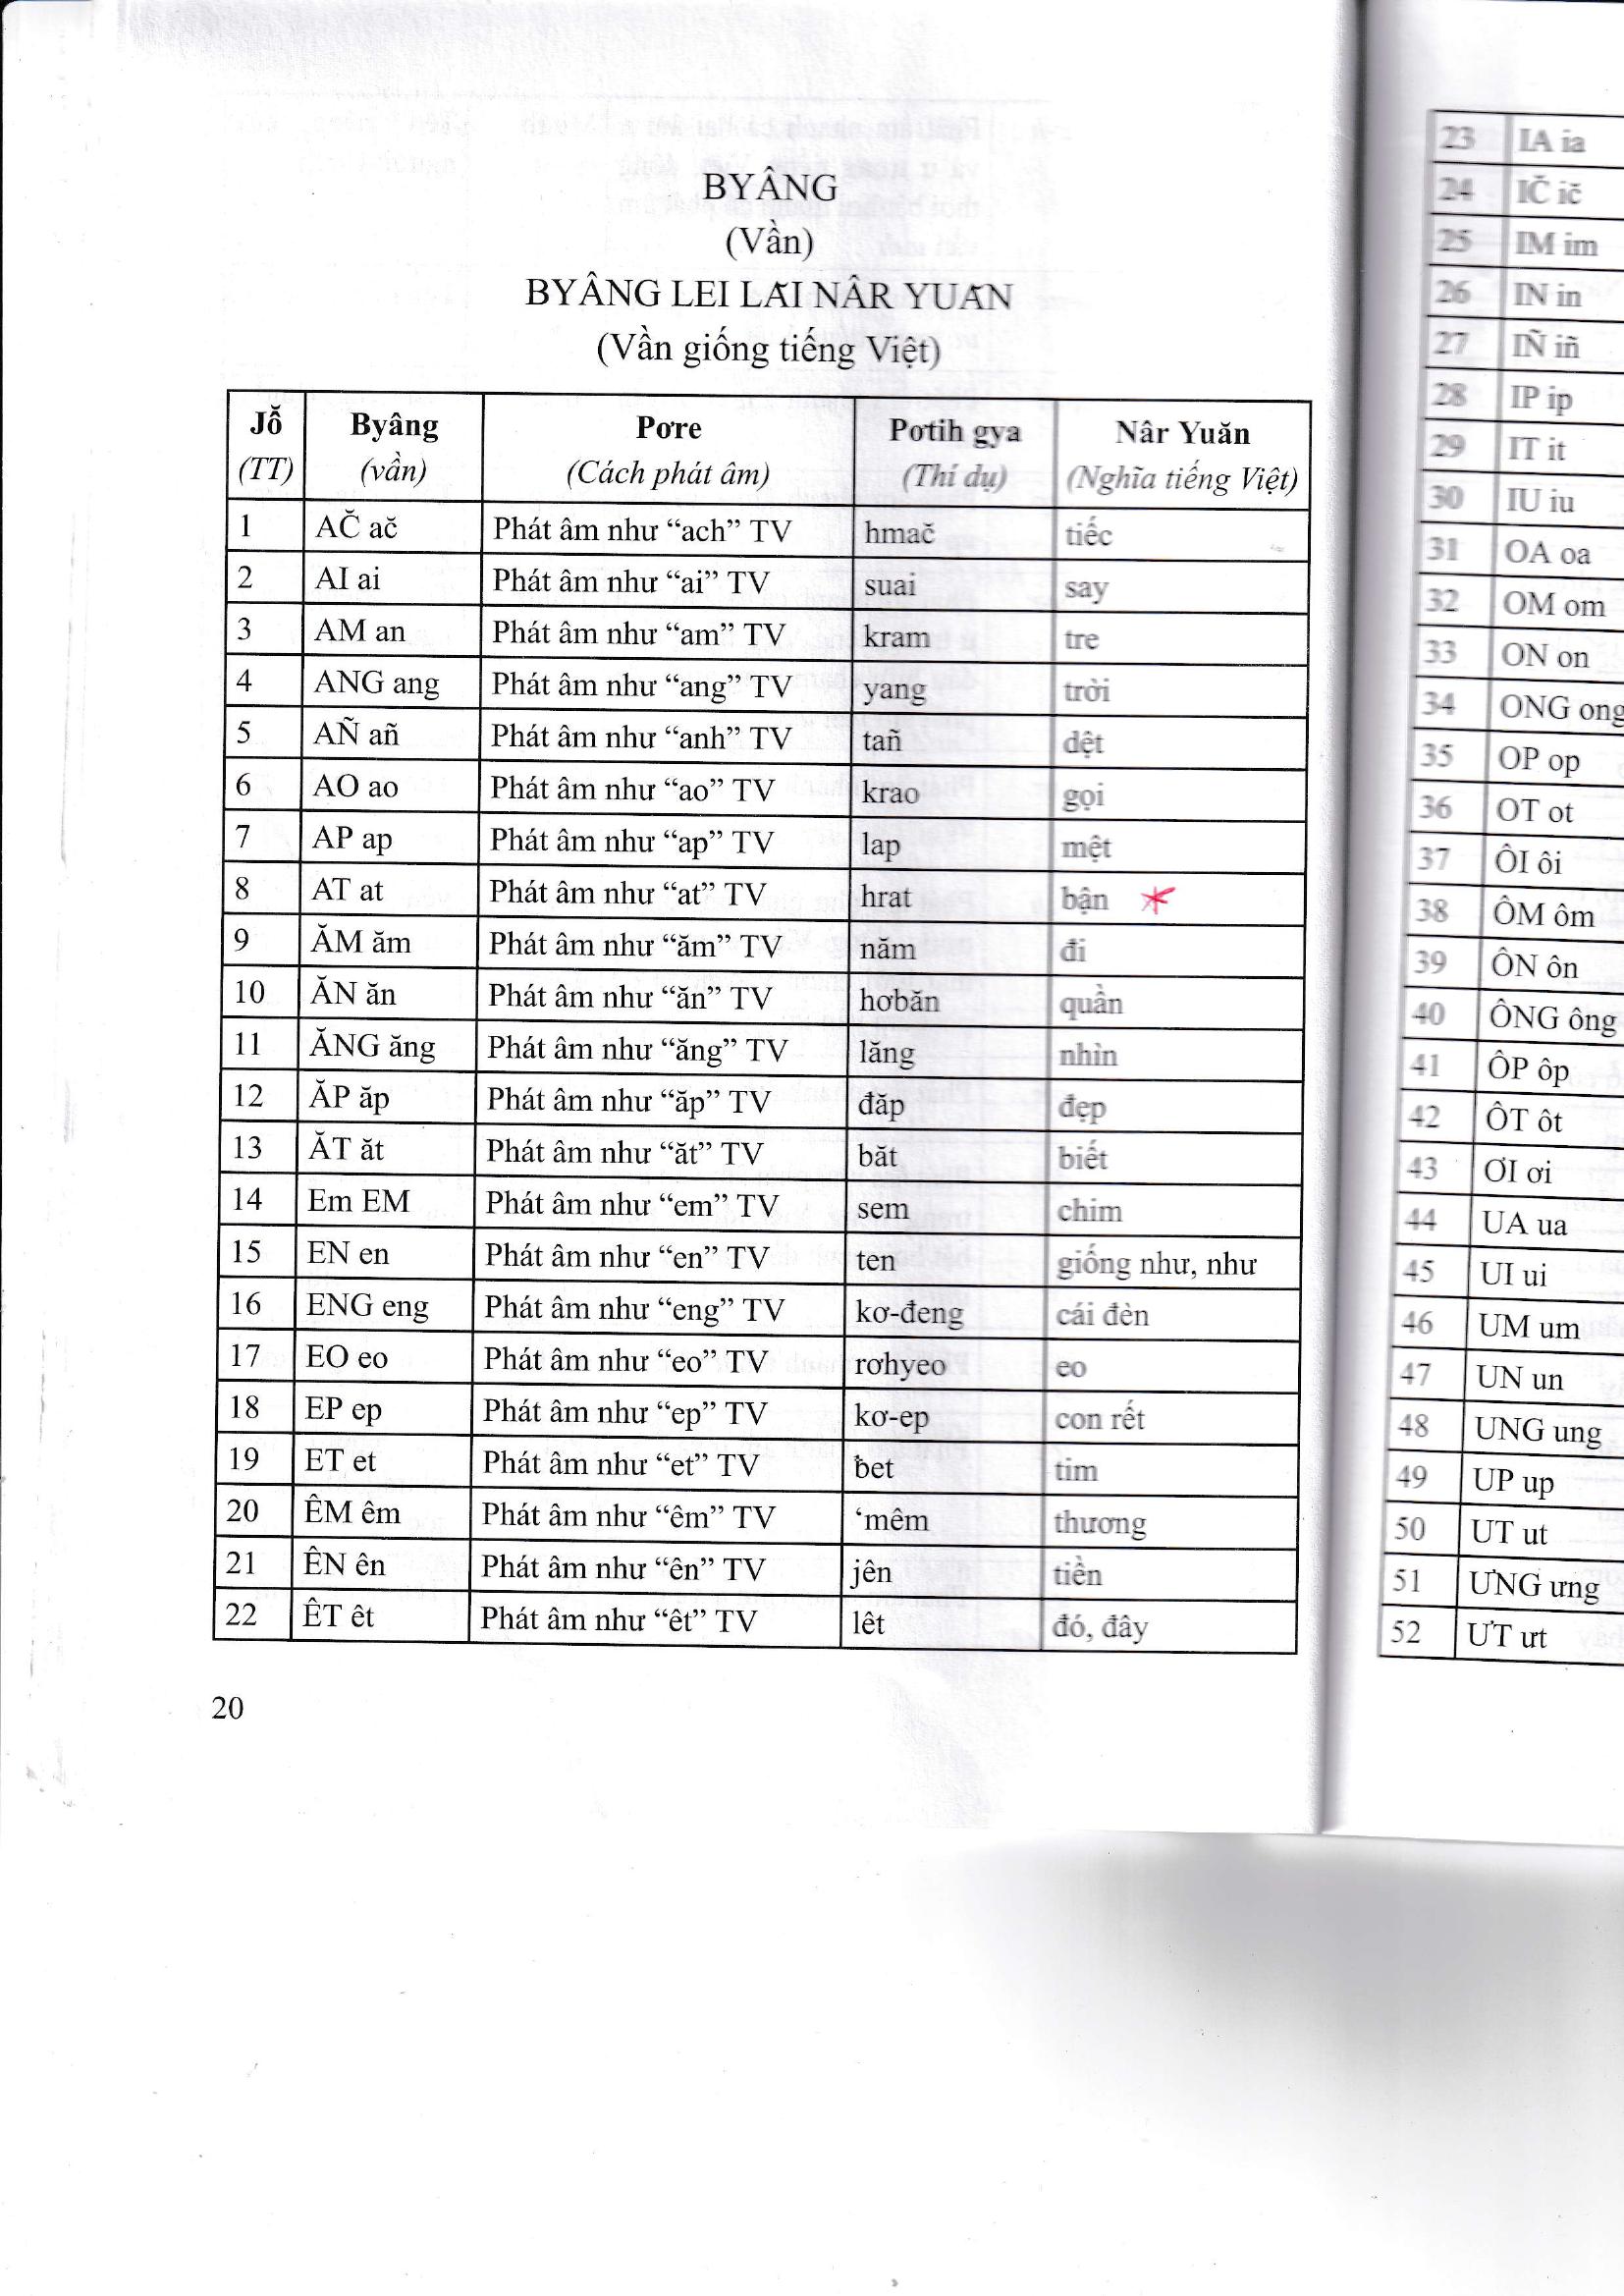 BYÂNG
(Vần)
BYÂNG LEI LĂI NÂR YUĂN
(Vần giống tiếng Việt)
Jỗ Byâng Pơre Pơtih gya Nâr Yuăn
(TT) (vần) (Cách phát âm) (Thí dụ) (Nghĩa tiếng Việt)
1 AČ ač Phát âm như “ach” TV hmač tiếc
2 AI ai Phát âm như “ai” TV suai say
3 AM an Phát âm như “am” TV kram tre
4 ANG ang Phát âm như “ang” TV yang trời
5 AÑ añ Phát âm như “anh” TV tañ dệt
6 AO ao Phát âm như “ao” TV krao gọi
7 AP ap Phát âm như “ap” TV lap mệt
8 AT at Phát âm như “at” TV hrat bận
9 ĂM ăm Phát âm như “ăm” TV năm đi
10 ĂN ăn Phát âm như “ăn” TV hơbăn quần
11 ĂNG ăng Phát âm như “ăng” TV lăng nhìn
12 ĂP ăp Phát âm như “ăp” TV đăp đẹp
13 ĂT ăt Phát âm như “ăt” TV băt biết
14 Em EM Phát âm như “em” TV sem chim
15 EN en Phát âm như “en” TV ten giống như, như
16 ENG eng Phát âm như “eng” TV kơ-đeng cái đèn
17 EO eo Phát âm như “eo” TV rơhyeo eo
18 EP ep Phát âm như “ep” TV kơ-ep con rết
19 ET et Phát âm như “et” TV ƀet tim
20 ÊM êm Phát âm như “êm” TV ‘mêm thương
21 ÊN ên Phát âm như “ên” TV jên tiền
22 ÊT êt Phát âm như “êt” TV lêt đó, đây
20
23 IA ia
24 IČ ič
25 IM im
26 IN in
27 IÑ iñ
28 IP ip
29 IT it
30 IU iu
31 OA oa
32 OM om
33 ON on
34 ONG ong
35 OP op
36 OT ot
37 ÔI ôi
38 ÔM ôm
39 ÔN ôn
40 ÔNG ông
41 ÔP ôp
42 ÔT ôt
43 ƠI ơi
44 UA ua
45 UI ui
46 UM um
47 UN un
48 UNG ung
49 UP up
50 UT ut
51 ƯNG ưng
52 ƯT ưt